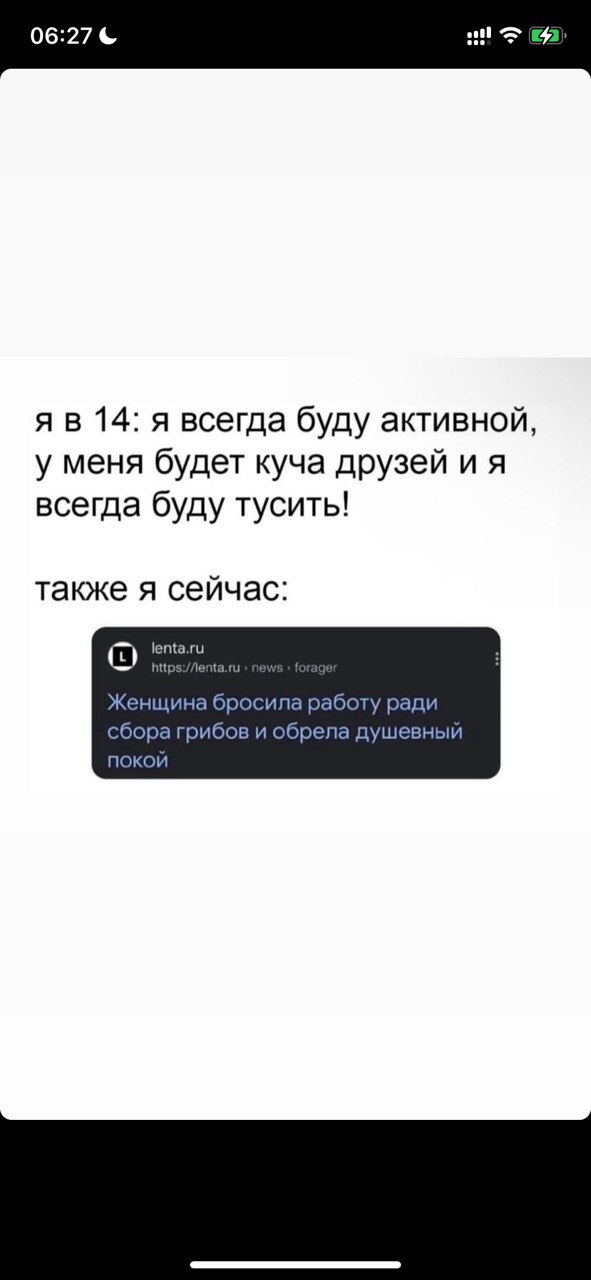 06:27
я в 14: я всегда буду активной,
у меня будет куча друзей и я
всегда буду тусить!
также я сейчас:
L
lenta.ru
https://lenta.ru › news › forager
Женщина бросила работу ради
сбора грибов и обрела душевный
покой